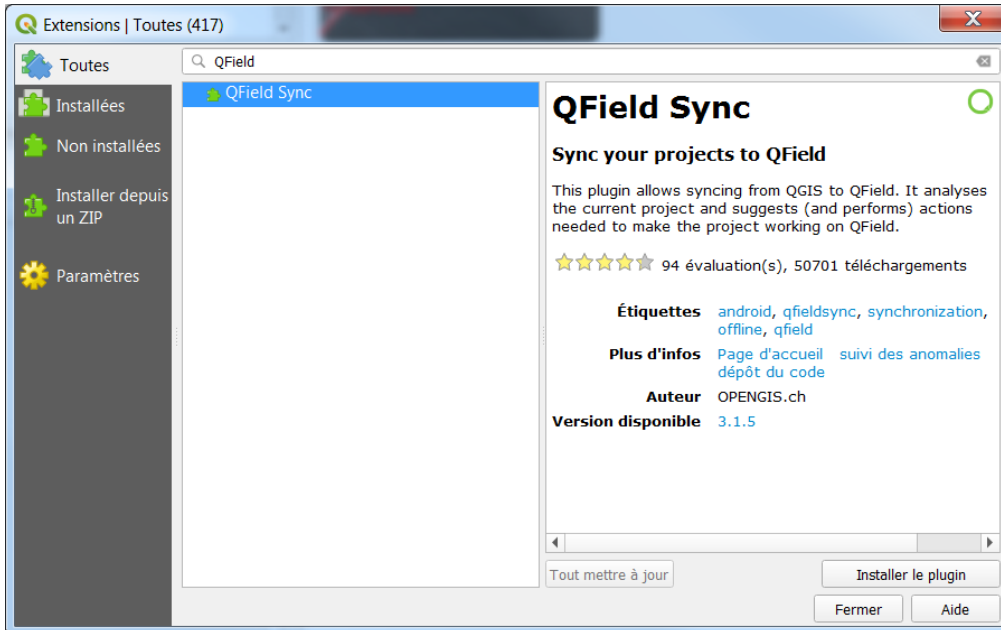 Extensions | Toutes (417)
Toutes
Installées
Non installées
Installer depuis
un ZIP
Paramètres
QField
QField Sync
QField Sync
Sync your projects to QField
This plugin allows syncing from QGIS to QField. It analyses
the current project and suggests (and performs) actions
needed to make the project working on QField.
94 évaluation(s), 50701 téléchargements
Étiquettes android, qfieldsync, synchronization,
offline, qfield
Plus d'infos Page d'accueil suivi des anomalies
dépôt du code
Auteur OPENGIS.ch
Version disponible 3.1.5
Tout mettre à jour Installer le plugin
Fermer Aide